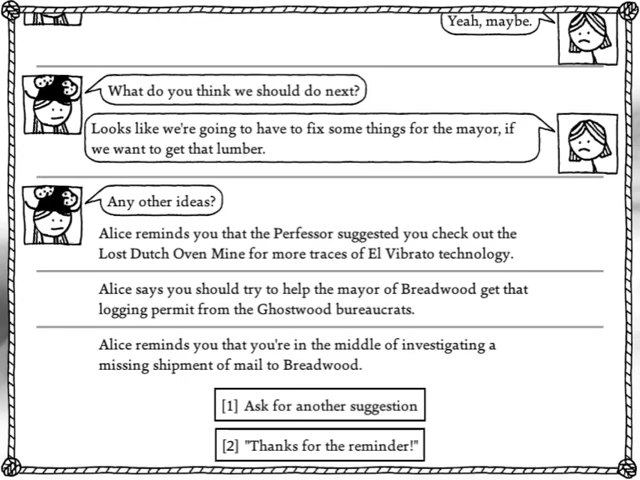 Yeah, maybe.
What do you think we should do next?
Looks like we're going to have to fix some things for the mayor, if
we want to get that lumber.
Any other ideas?
Alice reminds you that the Perfessor suggested you check out the
Lost Dutch Oven Mine for more traces of El Vibrato technology.
Alice says you should try to help the mayor of Breadwood get that
logging permit from the Ghostwood bureaucrats.
Alice reminds you that you're in the middle of investigating a
missing shipment of mail to Breadwood.
[1] Ask for another suggestion
[2] "Thanks for the reminder!"